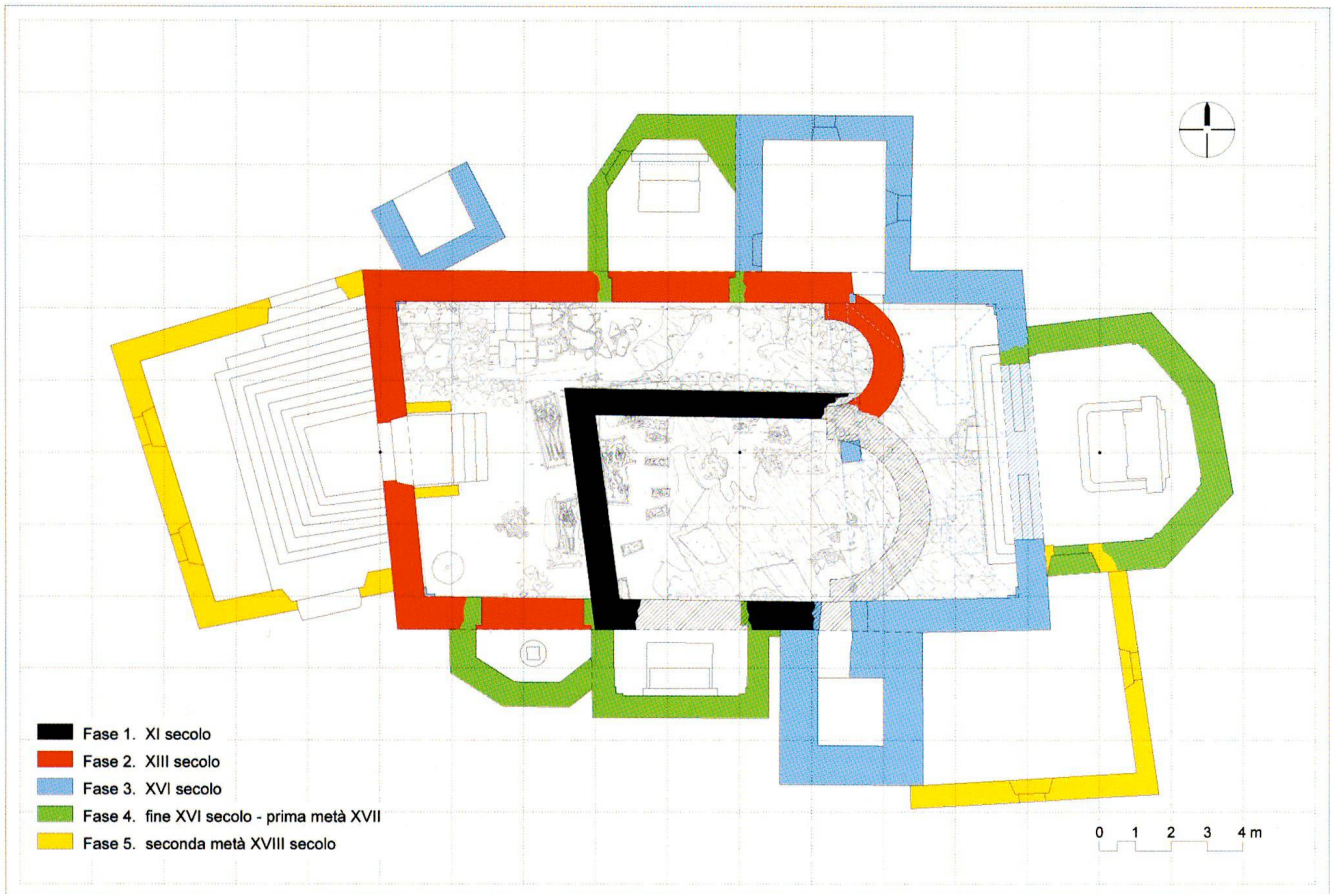 Fase 1. XI secolo
Fase 2. XIII secolo
Fase 3. XVI secolo
Fase 4. fine XVI secolo - prima metà XVII
Fase 5. seconda metà XVIII secolo
0 1 2 3 4 m